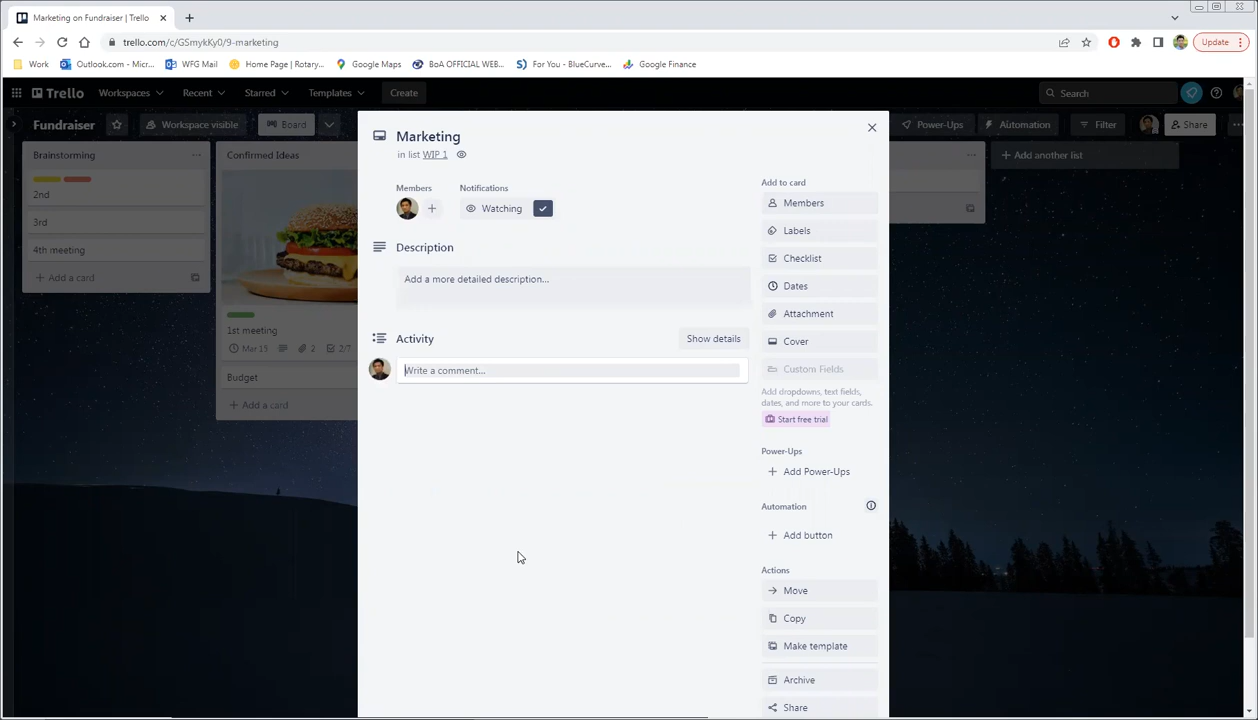 Marketing on Fundraiser | Trello
trello.com/c/GSmykKy0/9-marketing
Update
Work
Outlook.com - Micr...
WFG Mail
Home Page | Rotary...
Google Maps
BoA OFFICIAL WEB...
For You - BlueCurve...
Google Finance
Trello
Workspaces
Recent
Starred
Templates
Create
Search
Fundraiser
Workspace visible
Board
Power-Ups
Automation
Filter
Share
Brainstorming
2nd
3rd
4th meeting
+ Add a card
Confirmed Ideas
1st meeting
Mar 15
2
2/7
Budget
+ Add a card
+ Add another list
Marketing
in list WIP 1
Members
Notifications
Watching
Description
Add a more detailed description...
Activity
Show details
Write a comment...
Add to card
Members
Labels
Checklist
Dates
Attachment
Cover
Custom Fields
Add dropdowns, text fields,
dates, and more to your cards.
Start free trial
Power-Ups
+ Add Power-Ups
Automation
+ Add button
Actions
Move
Copy
Make template
Archive
Share